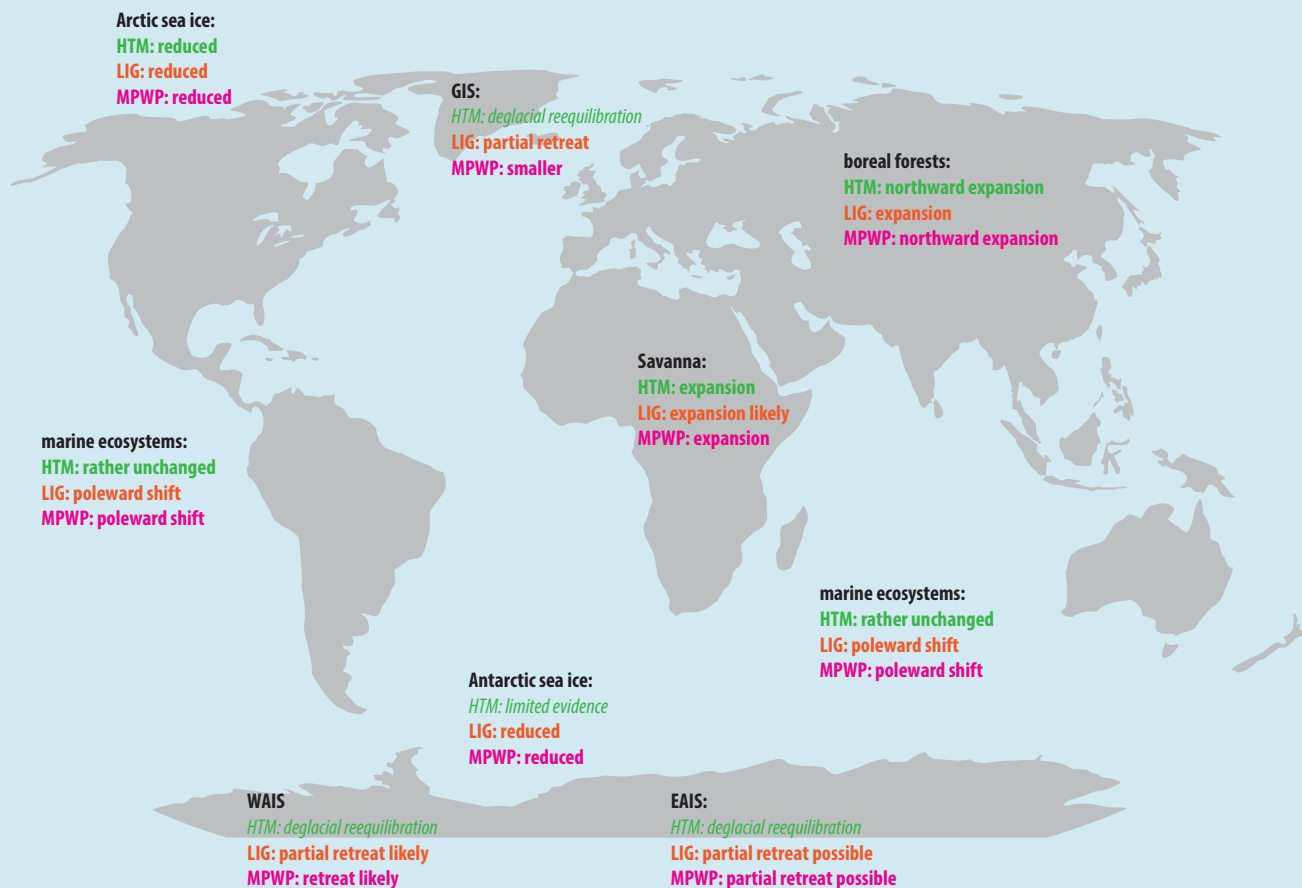 Arctic sea ice:
HTM: reduced
LIG: reduced
MPWP: reduced
GIS:
HTM: deglacial reequilibration
LIG: partial retreat
MPWP: smaller
boreal forests:
HTM: northward expansion
LIG: expansion
MPWP: northward expansion
Savanna:
HTM: expansion
LIG: expansion likely
MPWP: expansion
marine ecosystems:
HTM: rather unchanged
LIG: poleward shift
MPWP: poleward shift
marine ecosystems:
HTM: rather unchanged
LIG: poleward shift
MPWP: poleward shift
Antarctic sea ice:
HTM: limited evidence
LIG: reduced
MPWP: reduced
WAIS
HTM: deglacial reequilibration
LIG: partial retreat likely
MPWP: retreat likely
EAIS:
HTM: deglacial reequilibration
LIG: partial retreat possible
MPWP: partial retreat possible